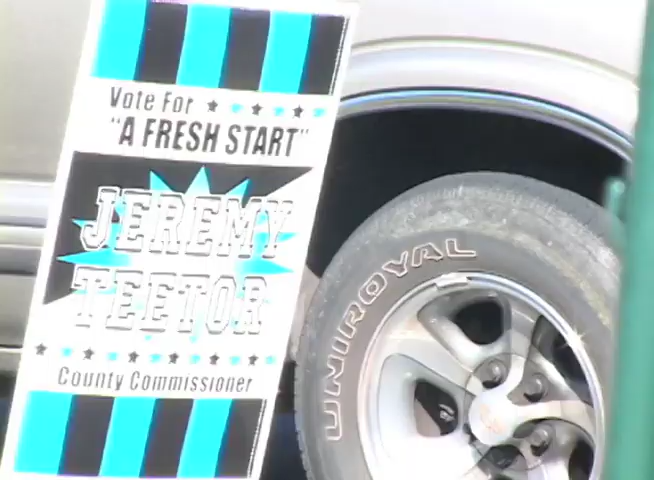 Vote For
"A FRESH START"
JEREMY
TEETOR
County Commissioner
UNIROYAL